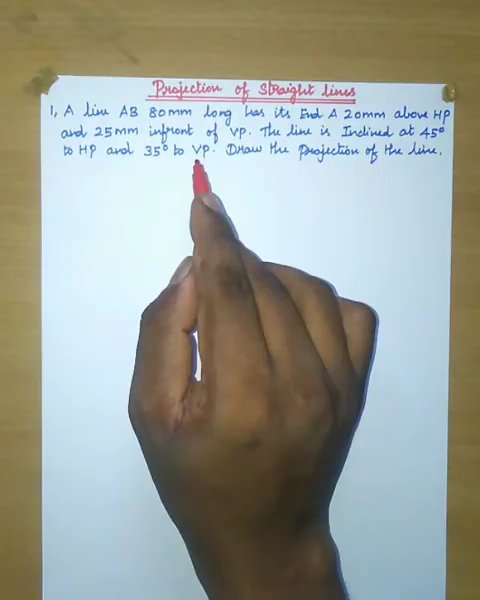 Projection of Straight lines
1, A line AB 80mm long has its End A 20mm above HP
and 25mm infront of VP. The line is Inclined at 45°
to HP and 35° to VP. Draw the Projection of the line.